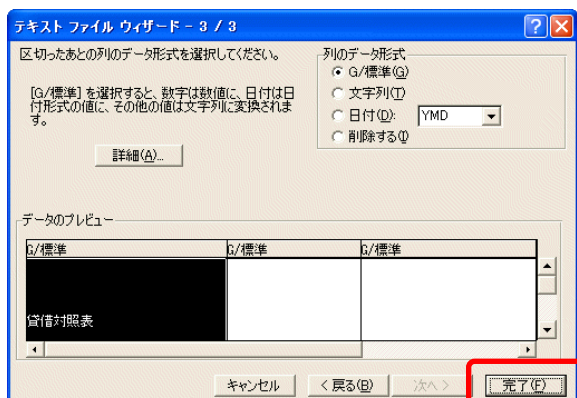 テキスト ファイル ウィザード - 3 / 3
区切ったあとの列のデータ形式を選択してください。
[G/標準] を選択すると、数字は数値に、日付は日
付形式の値に、その他の値は文字列に変換されま
す。
詳細(A)...
列のデータ形式
G/標準(G)
文字列(T)
日付(D): YMD
削除する(I)
データのプレビュー
G/標準 G/標準 G/標準
貸借対照表
キャンセル < 戻る(B) 次へ > 完了(F)